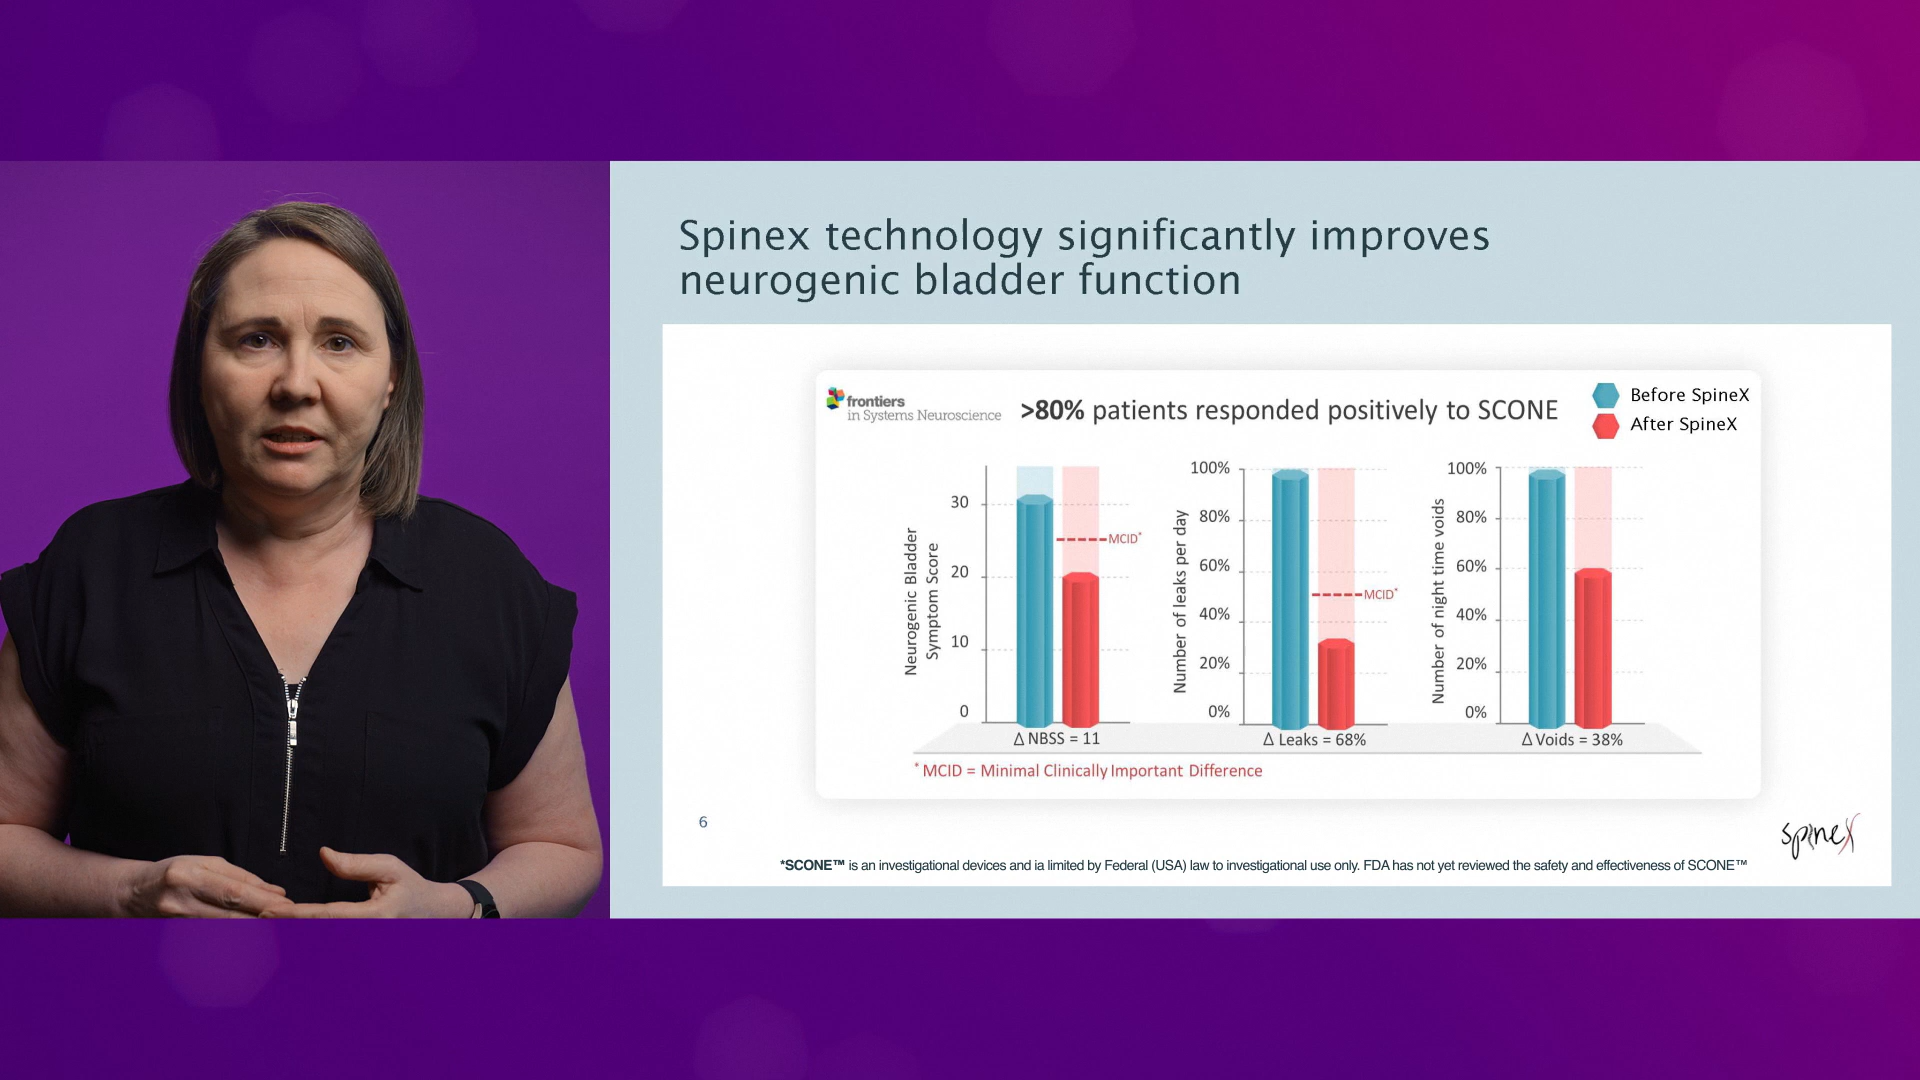 Spinex technology significantly improves
neurogenic bladder function
frontiers
in Systems Neuroscience
>80% patients responded positively to SCONE
Before SpineX
After SpineX
Neurogenic Bladder
Symptom Score
30
20
10
0
MCID*
Δ NBSS = 11
Number of leaks per day
100%
80%
60%
40%
20%
0%
MCID*
Δ Leaks = 68%
Number of night time voids
100%
80%
60%
40%
20%
0%
Δ Voids = 38%
* MCID = Minimal Clinically Important Difference
6
spinex
*SCONE™ is an investigational devices and ia limited by Federal (USA) law to investigational use only. FDA has not yet reviewed the safety and effectiveness of SCONE™